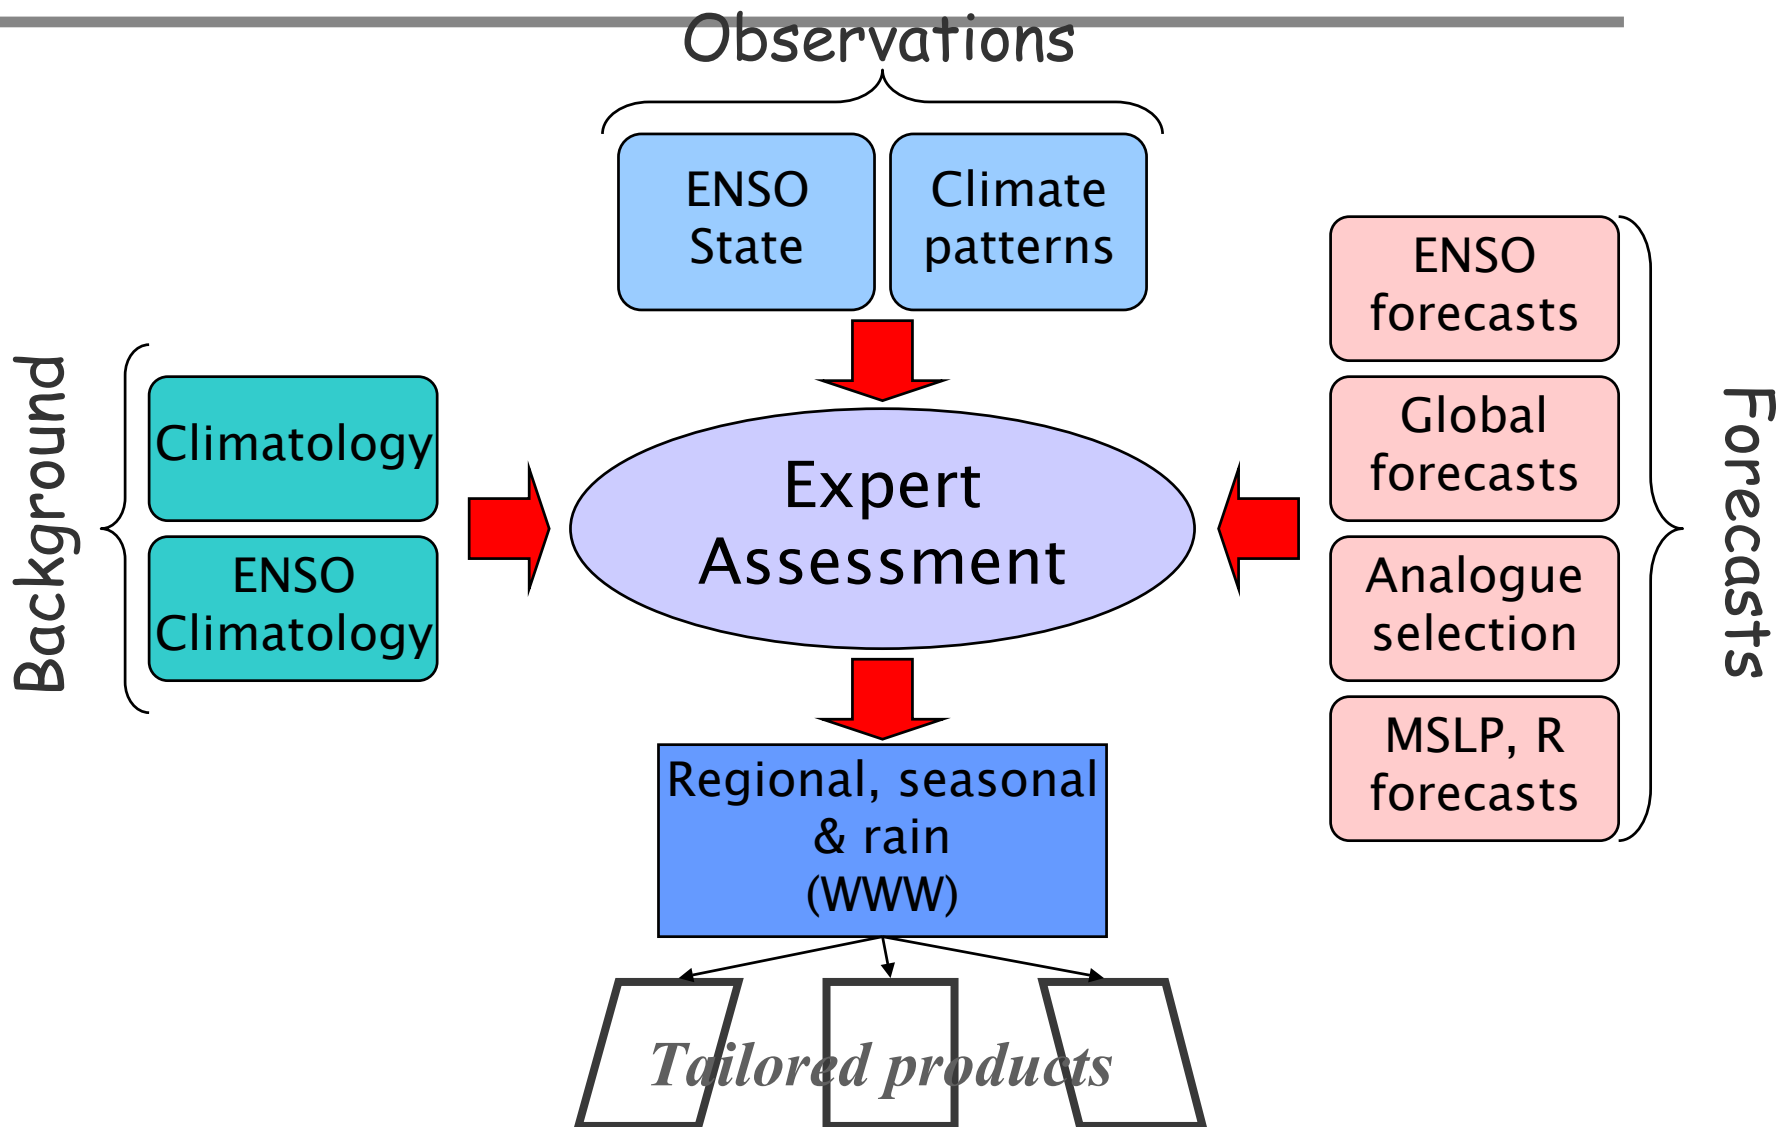 Observations
ENSO
State
Climate
patterns
Background
Climatology
ENSO
Climatology
Expert
Assessment
ENSO
forecasts
Global
forecasts
Analogue
selection
MSLP, R
forecasts
Forecasts
Regional, seasonal
& rain
(WWW)
Tailored products